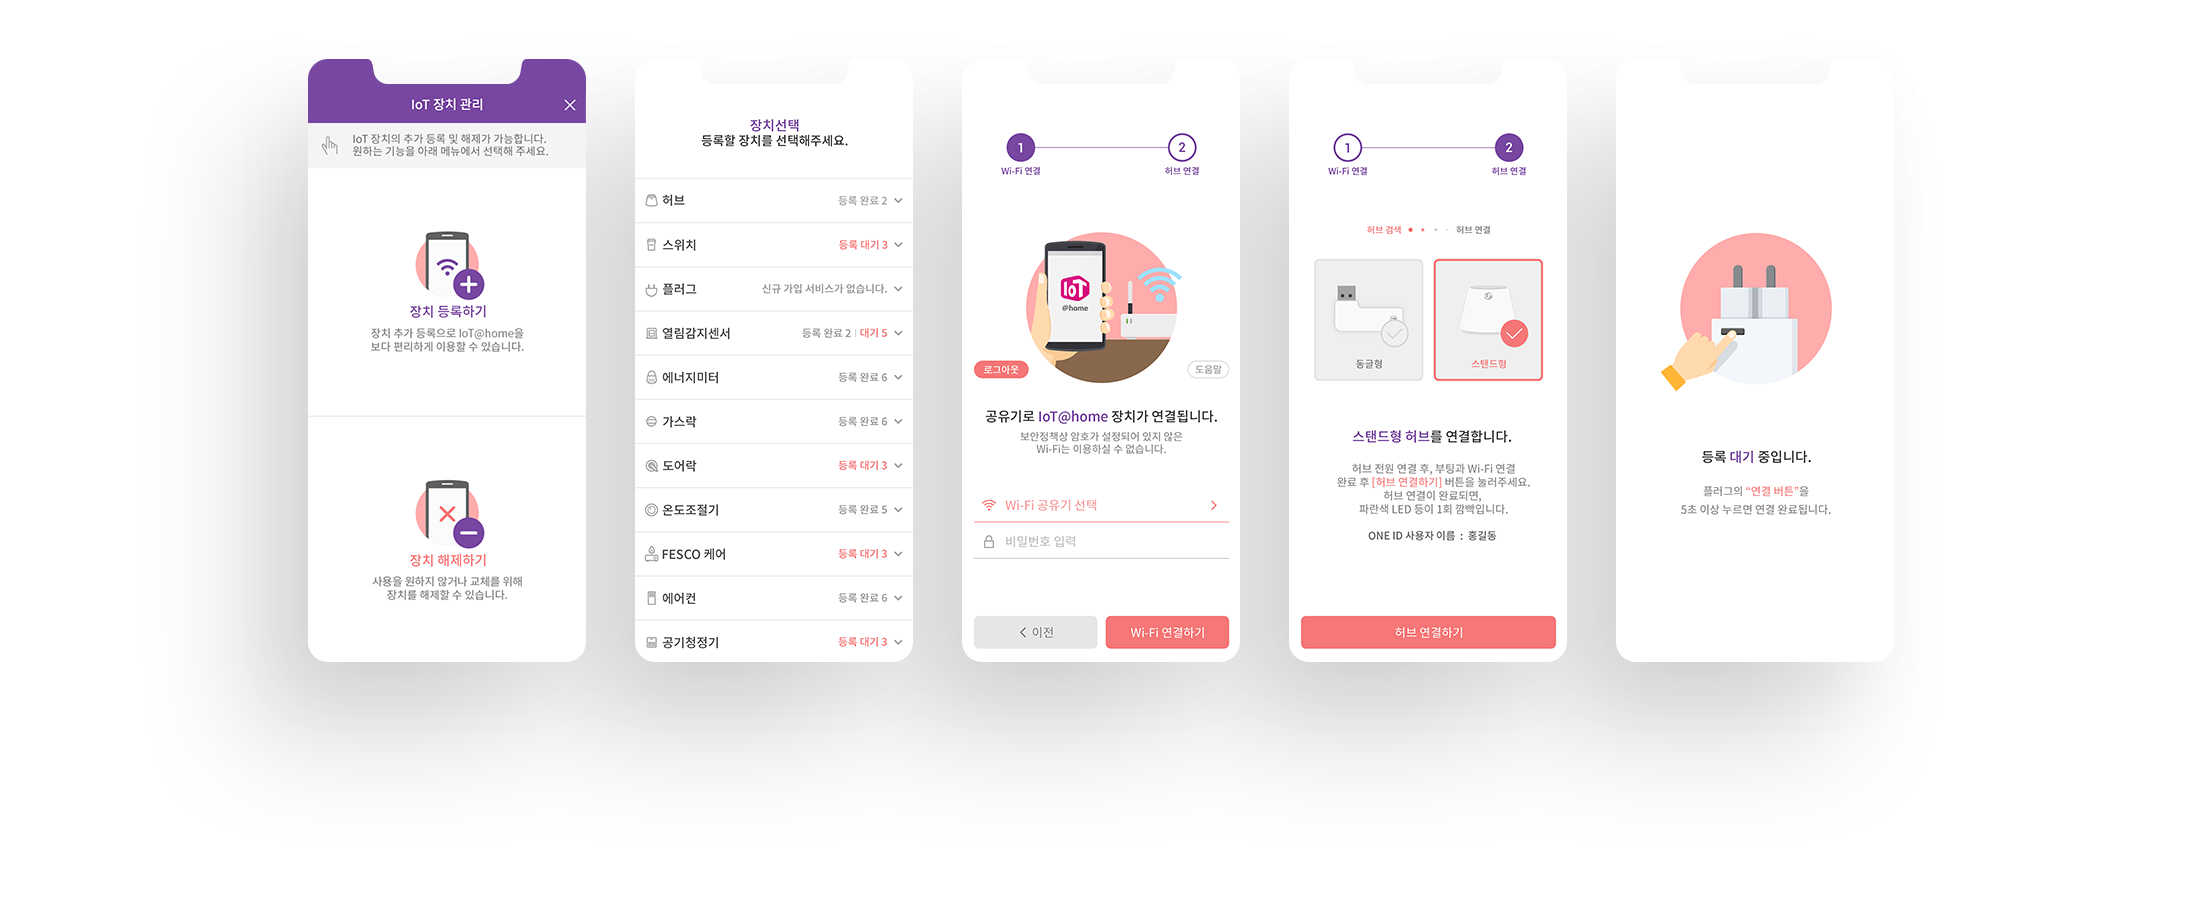 IoT 장치 관리
IoT 장치의 추가 등록 및 해제가 가능합니다.
원하는 기능을 아래 메뉴에서 선택해 주세요.
장치 등록하기
장치 추가 등록으로 IoT@home을
보다 편리하게 이용할 수 있습니다.
장치 해제하기
사용을 원하지 않거나 교체를 위해
장치를 해제할 수 있습니다.
장치선택
등록할 장치를 선택해주세요.
허브 등록 완료 2
스위치 등록 대기 3
플러그 신규 가입 서비스가 없습니다.
열림감지센서 등록 완료 2 | 대기 5
에너지미터 등록 완료 6
가스락 등록 완료 6
도어락 등록 대기 3
온도조절기 등록 완료 5
FESCO 케어 등록 대기 3
에어컨 등록 완료 6
공기청정기 등록 대기 3
1 2
Wi-Fi 연결 허브 연결
IoT
@home
로그아웃 도움말
공유기로 IoT@home 장치가 연결됩니다.
보안정책상 암호가 설정되어 있지 않은
Wi-Fi는 이용하실 수 없습니다.
Wi-Fi 공유기 선택
비밀번호 입력
이전 Wi-Fi 연결하기
1 2
Wi-Fi 연결 허브 연결
허브 검색 허브 연결
동글형 스탠드형
스탠드형 허브를 연결합니다.
허브 전원 연결 후, 부팅과 Wi-Fi 연결
완료 후 [허브 연결하기] 버튼을 눌러주세요.
허브 연결이 완료되면,
파란색 LED 등이 1회 깜빡입니다.
ONE ID 사용자 이름 : 홍길동
허브 연결하기
등록 대기 중입니다.
플러그의 “연결 버튼”을
5초 이상 누르면 연결 완료됩니다.